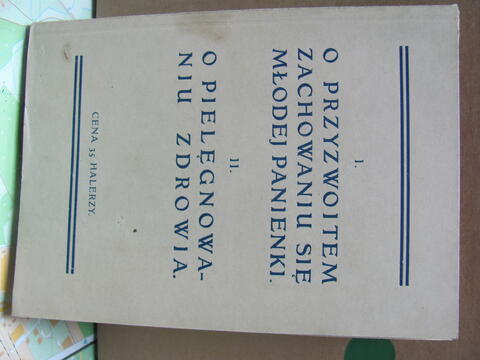 I.
O PRZYZWOITEM
ZACHOWANIU SIĘ
MŁODEJ PANIENKI.
II.
O PIELĘGNOWA-
NIU ZDROWIA.
CENA 35 HALERZY.